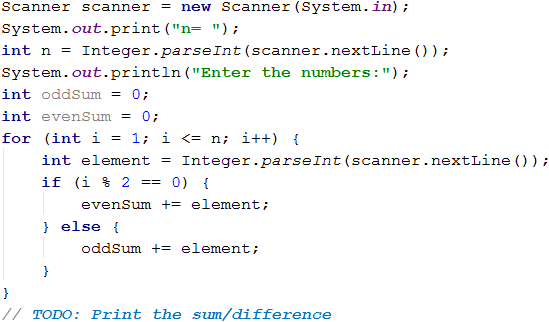 Scanner scanner = new Scanner(System.in);
System.out.print("n= ");
int n = Integer.parseInt(scanner.nextLine());
System.out.println("Enter the numbers:");
int oddSum = 0;
int evenSum = 0;
for (int i = 1; i <= n; i++) {
    int element = Integer.parseInt(scanner.nextLine());
    if (i % 2 == 0) {
        evenSum += element;
    } else {
        oddSum += element;
    }
}
// TODO: Print the sum/difference